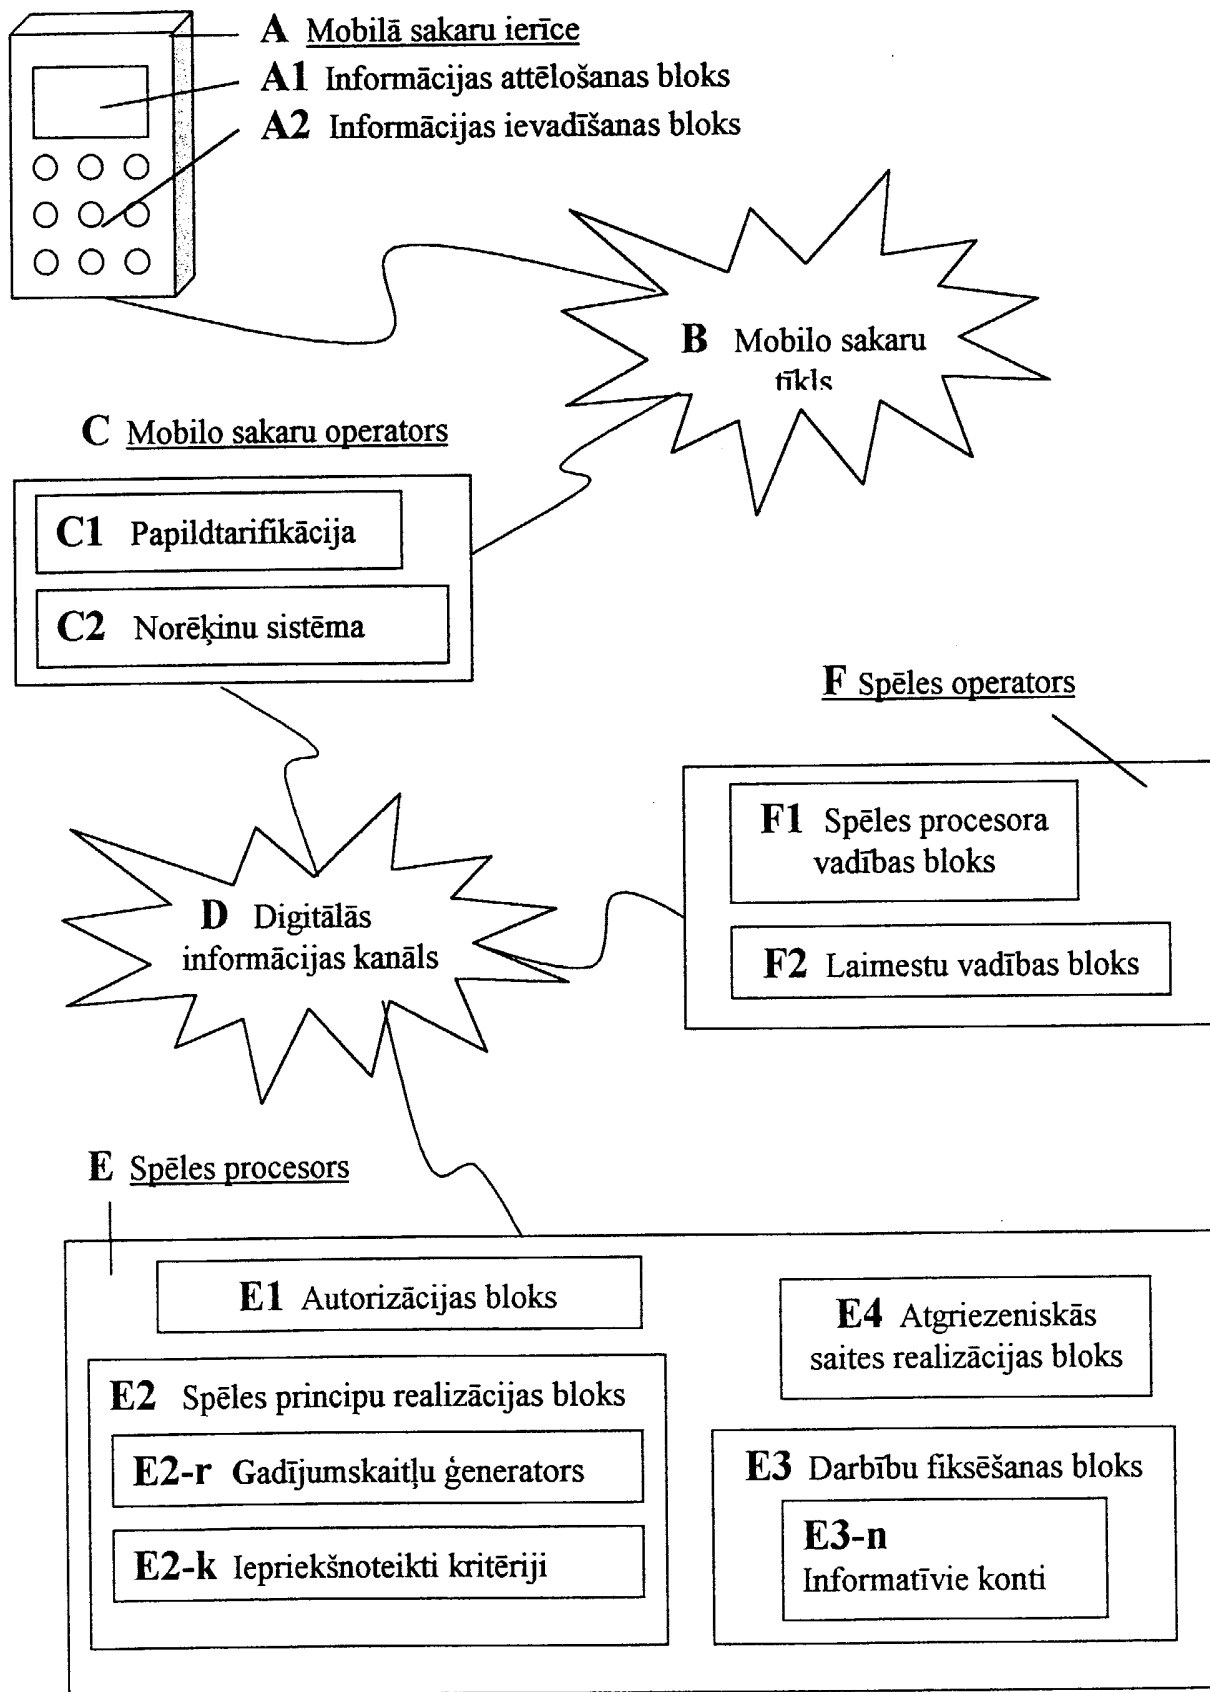 A Mobilā sakaru ierīce
A1 Informācijas attēlošanas bloks
A2 Informācijas ievadīšanas bloks
B Mobilo sakaru
tīkls
C Mobilo sakaru operators
C1 Papildtarifikācija
C2 Norēķinu sistēma
F Spēles operators
F1 Spēles procesora
vadības bloks
F2 Laimestu vadības bloks
D Digitālās
informācijas kanāls
E Spēles procesors
E1 Autorizācijas bloks
E4 Atgriezeniskās
saites realizācijas bloks
E2 Spēles principu realizācijas bloks
E2-r Gadījumskaitļu ģenerators
E2-k Iepriekšnoteikti kritēriji
E3 Darbību fiksēšanas bloks
E3-n
Informatīvie konti